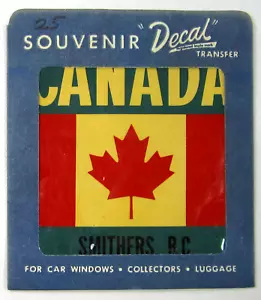 25
SOUVENIR "Decal"
TRANSFER
CANADA
SMITHERS B.C
FOR CAR WINDOWS • COLLECTORS • LUGGAGE